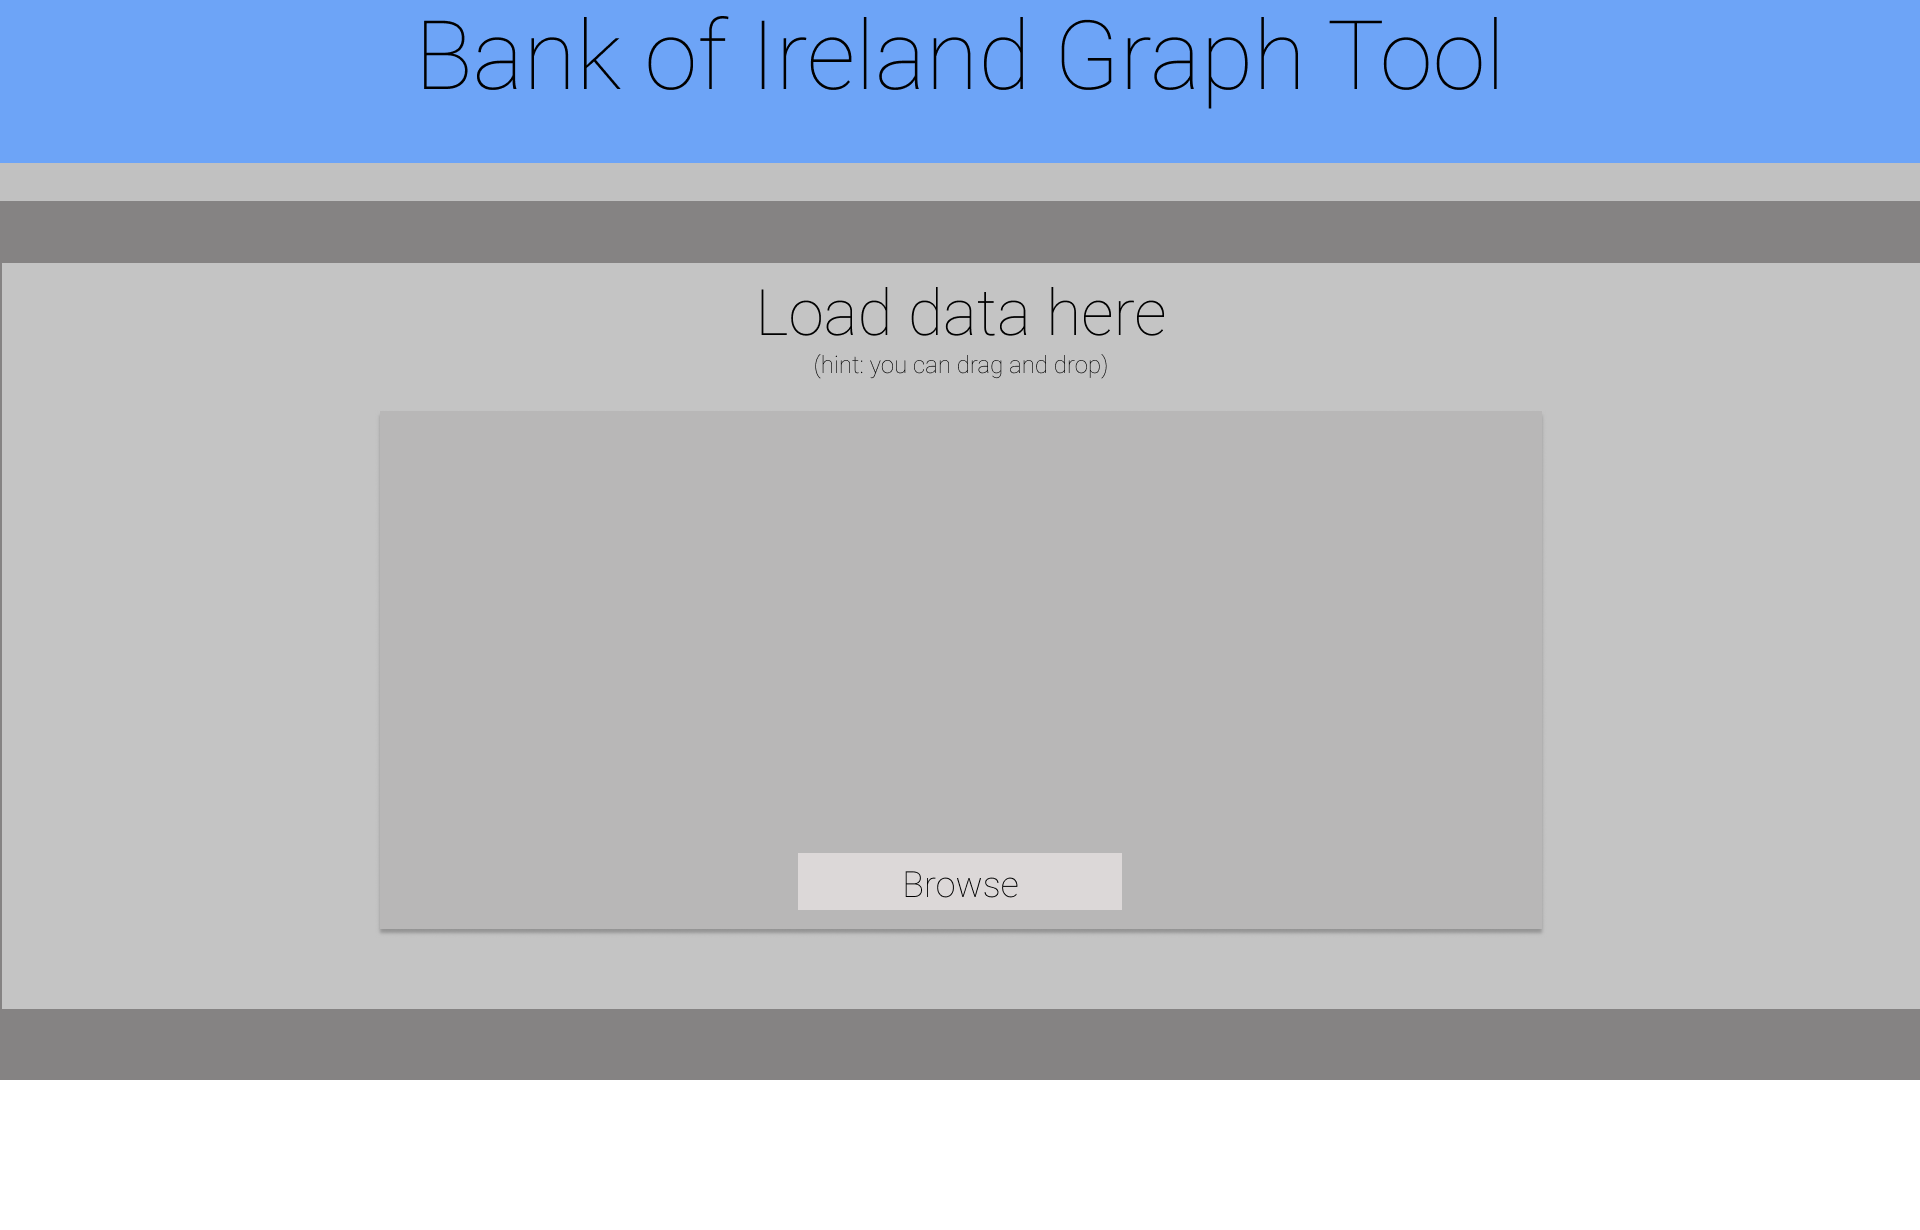 Bank of Ireland Graph Tool
Load data here
(hint: you can drag and drop)
Browse